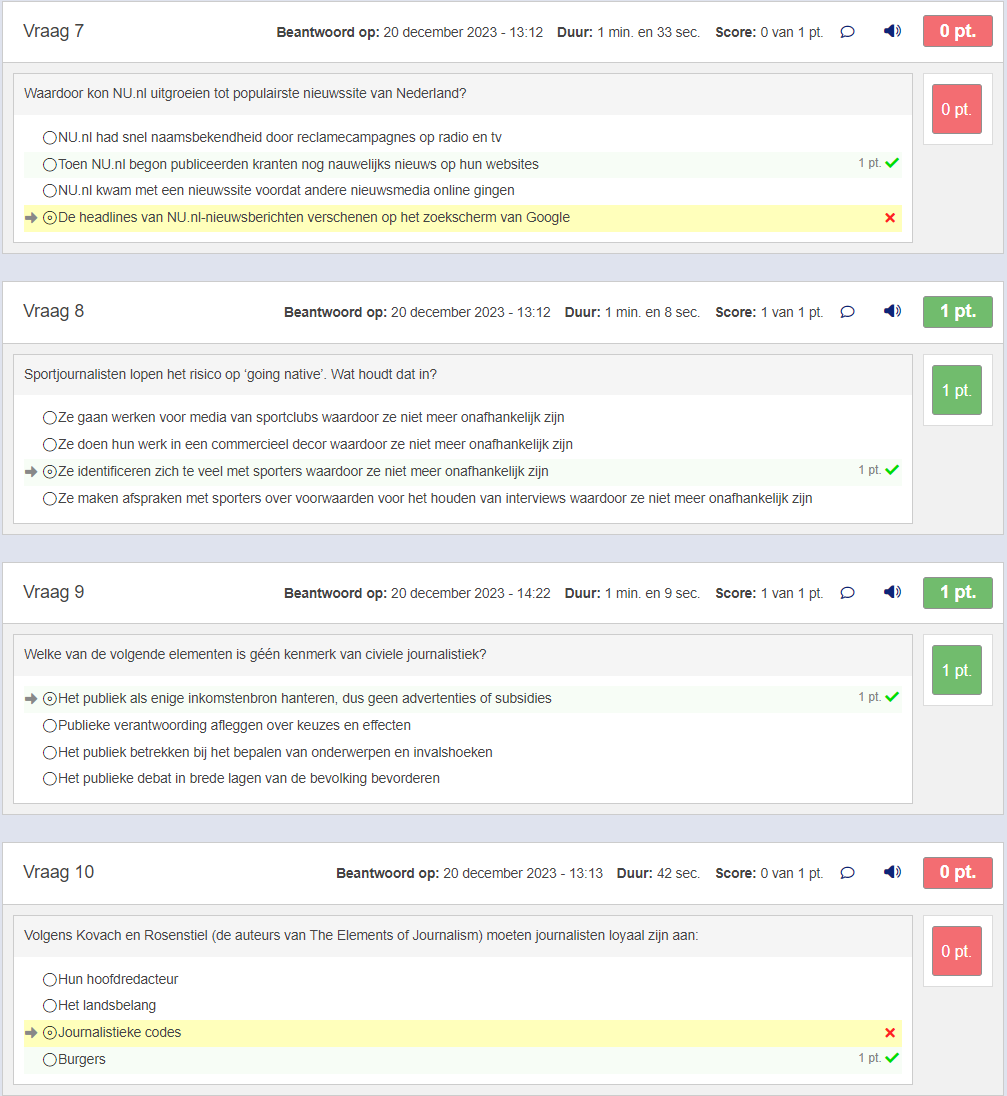 Vraag 7 Beantwoord op: 20 december 2023 - 13:12 Duur: 1 min. en 33 sec. Score: 0 van 1 pt. 0 pt.
Waardoor kon NU.nl uitgroeien tot populairste nieuwssite van Nederland? 0 pt.
NU.nl had snel naamsbekendheid door reclamecampagnes op radio en tv
Toen NU.nl begon publiceerden kranten nog nauwelijks nieuws op hun websites 1 pt.
NU.nl kwam met een nieuwssite voordat andere nieuwsmedia online gingen
De headlines van NU.nl-nieuwsberichten verschenen op het zoekscherm van Google
Vraag 8 Beantwoord op: 20 december 2023 - 13:12 Duur: 1 min. en 8 sec. Score: 1 van 1 pt. 1 pt.
Sportjournalisten lopen het risico op ‘going native’. Wat houdt dat in? 1 pt.
Ze gaan werken voor media van sportclubs waardoor ze niet meer onafhankelijk zijn
Ze doen hun werk in een commercieel decor waardoor ze niet meer onafhankelijk zijn
Ze identificeren zich te veel met sporters waardoor ze niet meer onafhankelijk zijn 1 pt.
Ze maken afspraken met sporters over voorwaarden voor het houden van interviews waardoor ze niet meer onafhankelijk zijn
Vraag 9 Beantwoord op: 20 december 2023 - 14:22 Duur: 1 min. en 9 sec. Score: 1 van 1 pt. 1 pt.
Welke van de volgende elementen is géén kenmerk van civiele journalistiek? 1 pt.
Het publiek als enige inkomstenbron hanteren, dus geen advertenties of subsidies 1 pt.
Publieke verantwoording afleggen over keuzes en effecten
Het publiek betrekken bij het bepalen van onderwerpen en invalshoeken
Het publieke debat in brede lagen van de bevolking bevorderen
Vraag 10 Beantwoord op: 20 december 2023 - 13:13 Duur: 42 sec. Score: 0 van 1 pt. 0 pt.
Volgens Kovach en Rosenstiel (de auteurs van The Elements of Journalism) moeten journalisten loyaal zijn aan: 0 pt.
Hun hoofdredacteur
Het landsbelang
Journalistieke codes
Burgers 1 pt.